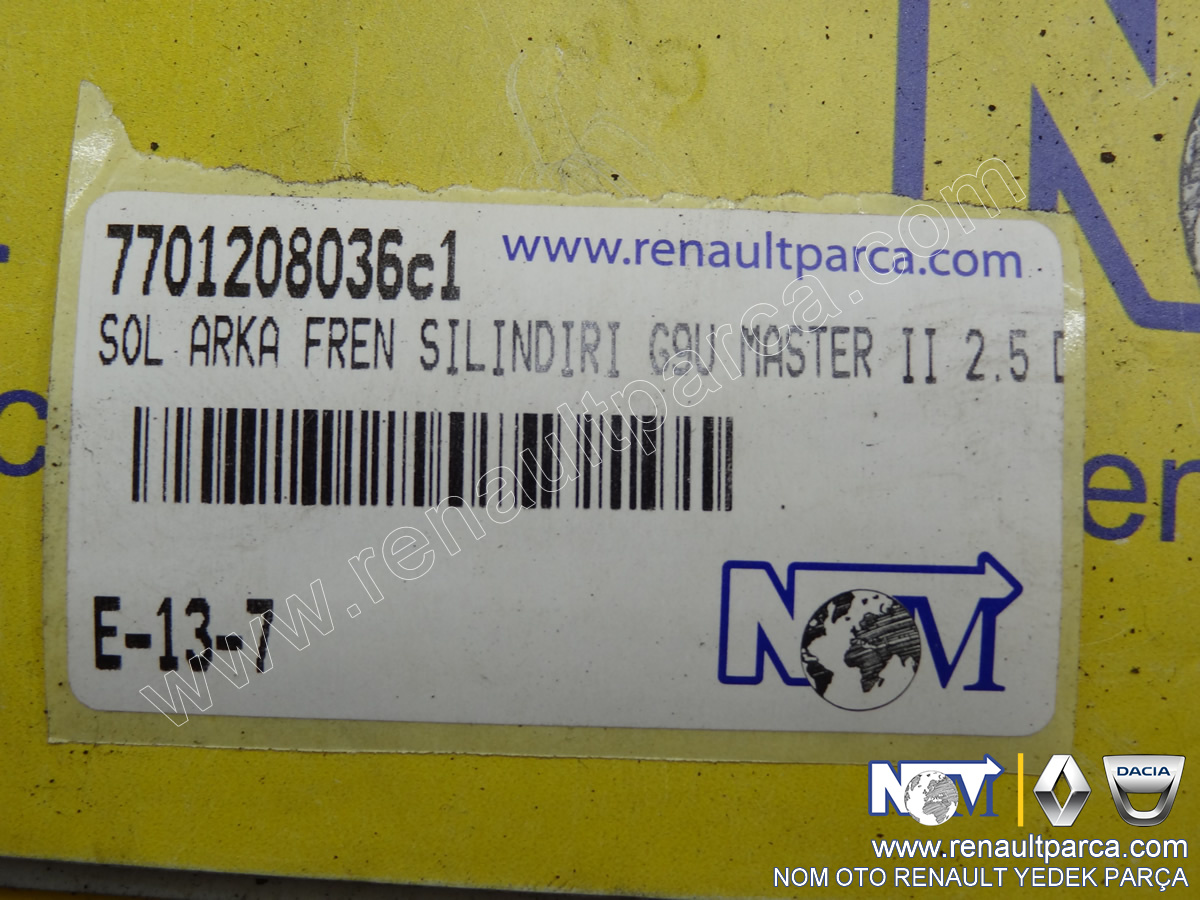 7701208036c1
www.renaultparca.com
SOL ARKA FREN SILINDIRI G9U MASTER II 2.5 D
www.renaultparca.com
E-13-7
NOM
NOM
DACIA
www.renaultparca.com
NOM OTO RENAULT YEDEK PARÇA